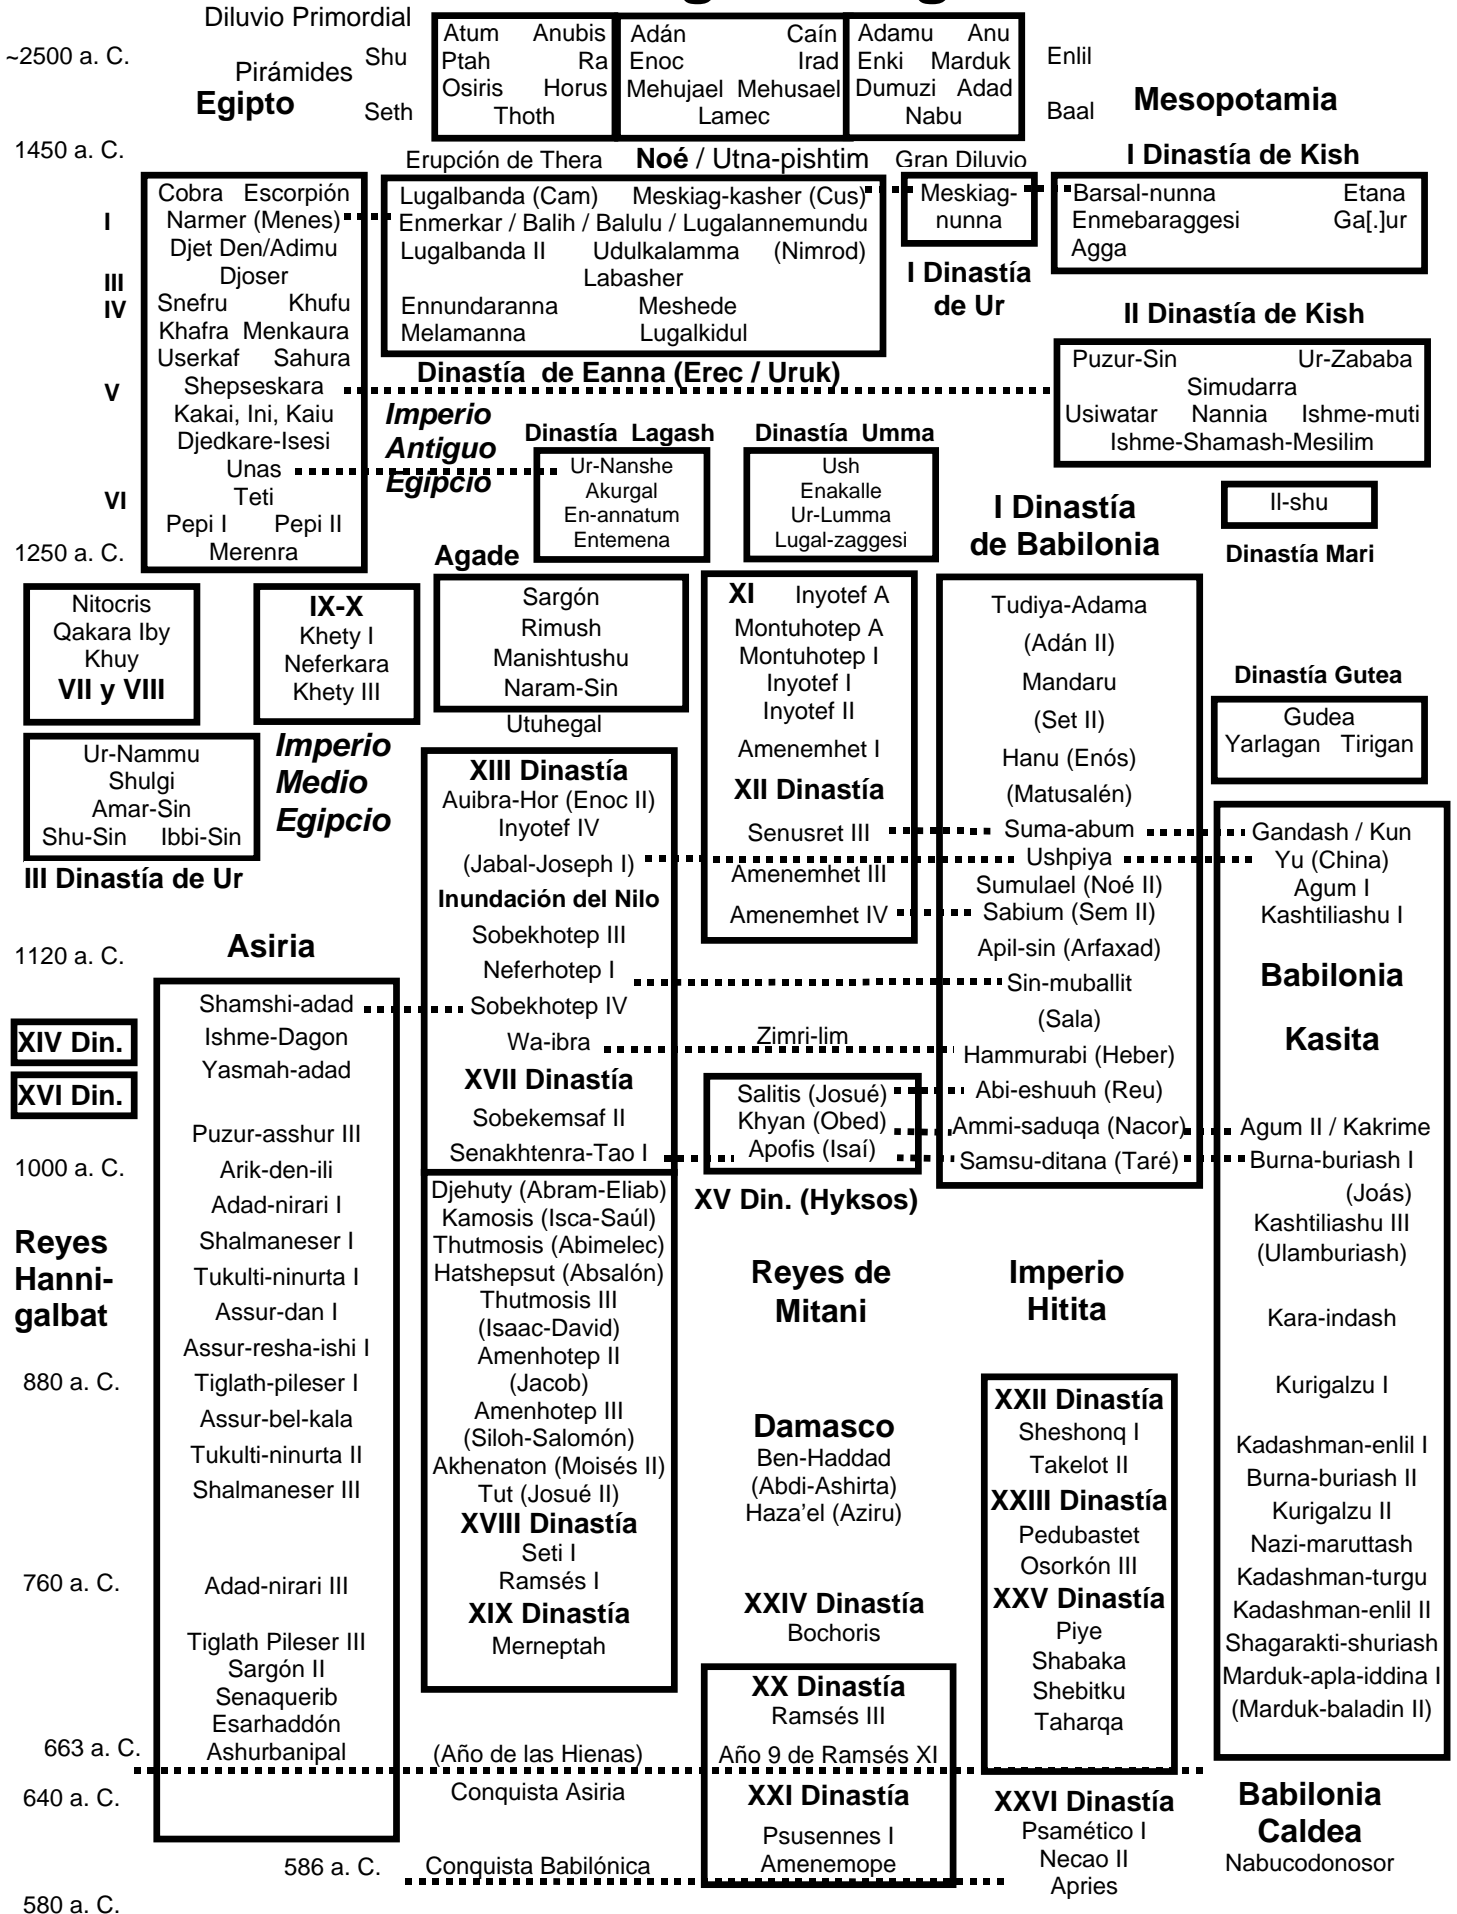 Diluvio Primordial
~2500 a. C.
Shu
Pirámides
Egipto
Seth
Atum Anubis
Ptah Ra
Osiris Horus
Thoth
Adán Caín
Enoc Irad
Mehujael Mehusael
Lamec
Adamu Anu
Enki Marduk
Dumuzi Adad
Nabu
Enlil
Baal
Mesopotamia
1450 a. C.
Erupción de Thera
Noé / Utna-pishtim
Gran Diluvio
I Dinastía de Kish
I
III
IV
V
VI
Cobra Escorpión
Narmer (Menes)
Djet Den/Adimu
Djoser
Snefru Khufu
Khafra Menkaura
Userkaf Sahura
Shepseskara
Kakai, Ini, Kaiu
Djedkare-Isesi
Unas
Teti
Pepi I Pepi II
Merenra
Lugalbanda (Cam) Meskiag-kasher (Cus)
Enmerkar / Balih / Balulu / Lugalannemundu
Lugalbanda II Udulkalamma (Nimrod)
Labasher
Ennundaranna Meshede
Melamanna Lugalkidul
Dinastía de Eanna (Erec / Uruk)
Meskiag-
nunna
I Dinastía
de Ur
Barsal-nunna Etana
Enmebaraggesi Ga[.]ur
Agga
II Dinastía de Kish
Puzur-Sin Ur-Zababa
Simudarra
Usiwatar Nannia Ishme-muti
Ishme-Shamash-Mesilim
Imperio
Antiguo
Egipcio
Dinastía Lagash
Ur-Nanshe
Akurgal
En-annatum
Entemena
Dinastía Umma
Ush
Enakalle
Ur-Lumma
Lugal-zaggesi
I Dinastía
de Babilonia
Il-shu
Dinastía Mari
1250 a. C.
Nitocris
Qakara Iby
Khuy
VII y VIII
IX-X
Khety I
Neferkara
Khety III
Agade
Sargón
Rimush
Manishtushu
Naram-Sin
Utuhegal
XI Inyotef A
Montuhotep A
Montuhotep I
Inyotef I
Inyotef II
Amenemhet I
XII Dinastía
Senusret III
Amenemhet III
Amenemhet IV
Tudiya-Adama
(Adán II)
Mandaru
(Set II)
Hanu (Enós)
(Matusalén)
Suma-abum
Ushpiya
Sumulael (Noé II)
Sabium (Sem II)
Apil-sin (Arfaxad)
Sin-muballit
(Sala)
Hammurabi (Heber)
Abi-eshuuh (Reu)
Ammi-saduqa (Nacor)
Samsu-ditana (Taré)
Dinastía Gutea
Gudea
Yarlagan Tirigan
Ur-Nammu
Shulgi
Amar-Sin
Shu-Sin Ibbi-Sin
III Dinastía de Ur
Imperio
Medio
Egipcio
XIII Dinastía
Auibra-Hor (Enoc II)
Inyotef IV
(Jabal-Joseph I)
Inundación del Nilo
Sobekhotep III
Neferhotep I
Sobekhotep IV
Wa-ibra
XVII Dinastía
Sobekemsaf II
Senakhtenra-Tao I
Djehuty (Abram-Eliab)
Kamosis (Isca-Saúl)
Thutmosis (Abimelec)
Hatshepsut (Absalón)
Thutmosis III
(Isaac-David)
Amenhotep II
(Jacob)
Amenhotep III
(Siloh-Salomón)
Akhenaton (Moisés II)
Tut (Josué II)
XVIII Dinastía
Seti I
Ramsés I
XIX Dinastía
Merneptah
Gandash / Kun
Yu (China)
Agum I
Kashtiliashu I
Babilonia
Kasita
Agum II / Kakrime
Burna-buriash I
(Joás)
Kashtiliashu III
(Ulamburiash)
Kara-indash
Kurigalzu I
Kadashman-enlil I
Burna-buriash II
Kurigalzu II
Nazi-maruttash
Kadashman-turgu
Kadashman-enlil II
Shagarakti-shuriash
Marduk-apla-iddina I
(Marduk-baladin II)
1120 a. C.
Asiria
Shamshi-adad
Ishme-Dagon
Yasmah-adad
Puzur-asshur III
Arik-den-ili
Adad-nirari I
Shalmaneser I
Tukulti-ninurta I
Assur-dan I
Assur-resha-ishi I
Tiglath-pileser I
Assur-bel-kala
Tukulti-ninurta II
Shalmaneser III
Adad-nirari III
Tiglath Pileser III
Sargón II
Senaquerib
Esarhaddón
Ashurbanipal
XIV Din.
XVI Din.
1000 a. C.
Reyes
Hanni-
galbat
880 a. C.
760 a. C.
663 a. C.
640 a. C.
Zimri-lim
Salitis (Josué)
Khyan (Obed)
Apofis (Isaí)
XV Din. (Hyksos)
Reyes de
Mitani
Imperio
Hitita
Damasco
Ben-Haddad
(Abdi-Ashirta)
Haza'el (Aziru)
XXII Dinastía
Sheshonq I
Takelot II
XXIII Dinastía
Pedubastet
Osorkón III
XXV Dinastía
Piye
Shabaka
Shebitku
Taharqa
XXIV Dinastía
Bochoris
XX Dinastía
Ramsés III
Año 9 de Ramsés XI
XXI Dinastía
Psusennes I
Amenemope
(Año de las Hienas)
Conquista Asiria
XXVI Dinastía
Psamético I
Necao II
Apries
Babilonia
Caldea
Nabucodonosor
586 a. C.
Conquista Babilónica
580 a. C.